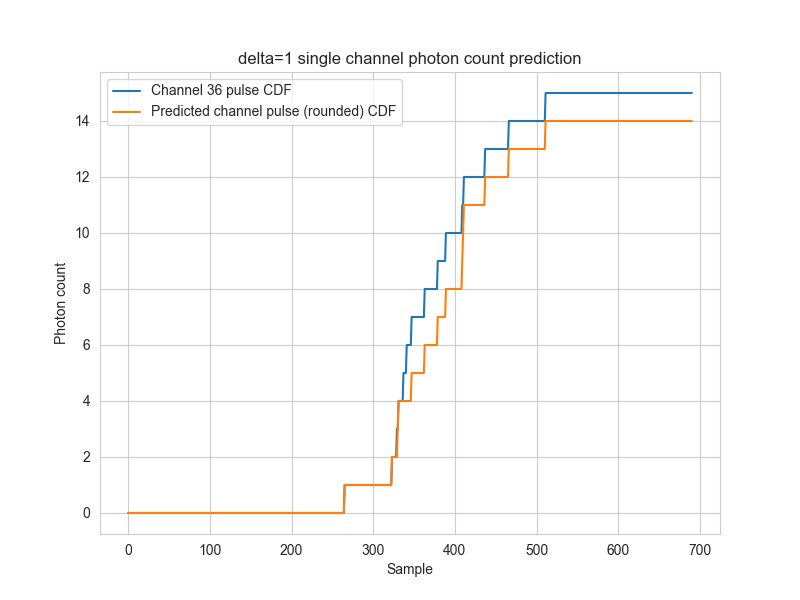 delta=1 single channel photon count prediction
Channel 36 pulse CDF
Predicted channel pulse (rounded) CDF
14
12
10
8
6
4
2
0
Photon count
0 100 200 300 400 500 600 700
Sample